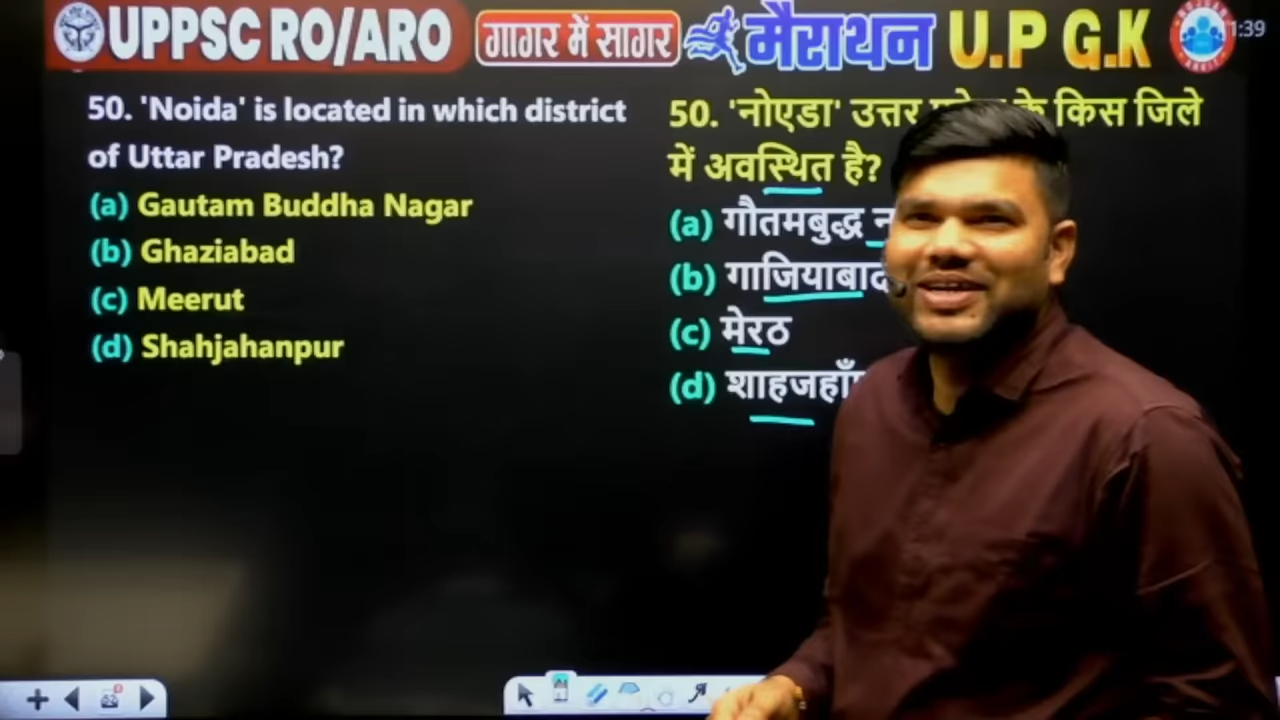 UPPSC RO/ARO
गागर में सागर
मैराथन
U.P G.K
1:39
50. 'Noida' is located in which district
of Uttar Pradesh?
(a) Gautam Buddha Nagar
(b) Ghaziabad
(c) Meerut
(d) Shahjahanpur
50. 'नोएडा' उत्तर के किस जिले
में अवस्थित है?
(a) गौतमबुद्ध न
(b) गाजियाबाद
(c) मेरठ
(d) शाहजहाँ